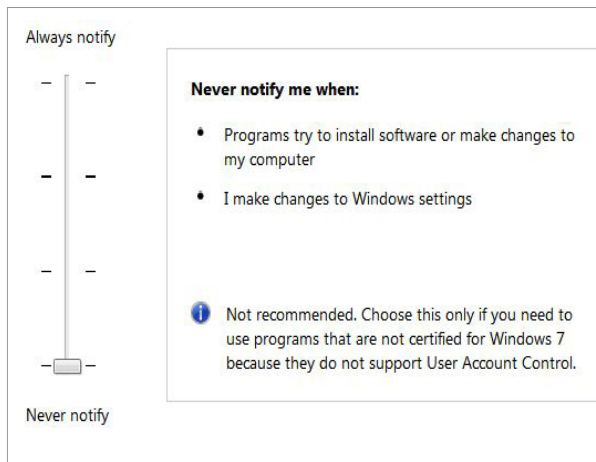 Always notify
Never notify me when:
• Programs try to install software or make changes to
my computer
• I make changes to Windows settings
Not recommended. Choose this only if you need to
use programs that are not certified for Windows 7
because they do not support User Account Control.
Never notify